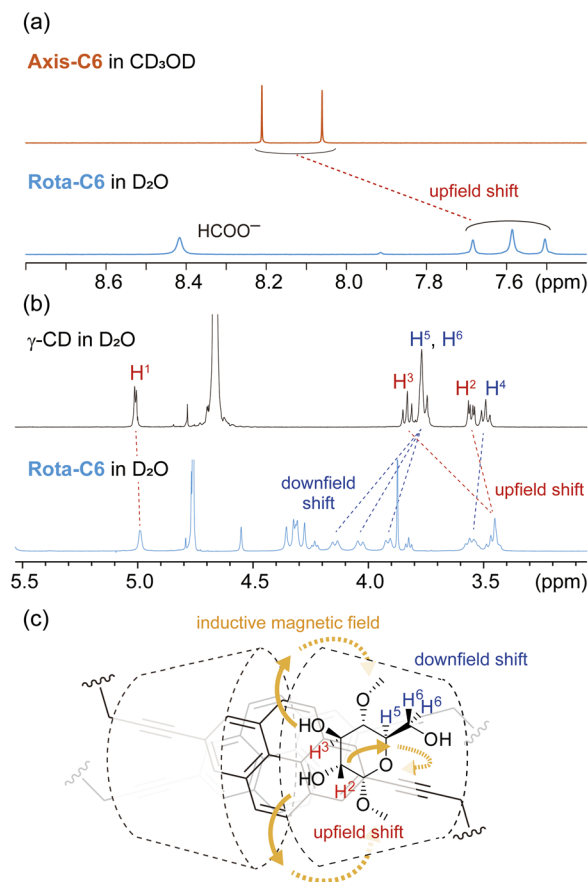 (a)
Axis-C6 in CD₃OD
Rota-C6 in D₂O
upfield shift
HCOO⁻
8.6 8.4 8.2 8.0 7.8 7.6 (ppm)
(b)
γ-CD in D₂O
H⁵, H⁶
H¹
H³
H²
H⁴
Rota-C6 in D₂O
downfield
shift
upfield shift
5.5 5.0 4.5 4.0 3.5 (ppm)
(c)
inductive magnetic field
downfield shift
O
H⁶
H⁵ H⁶
HO
OH
H³
O
HO
H²
O
upfield shift